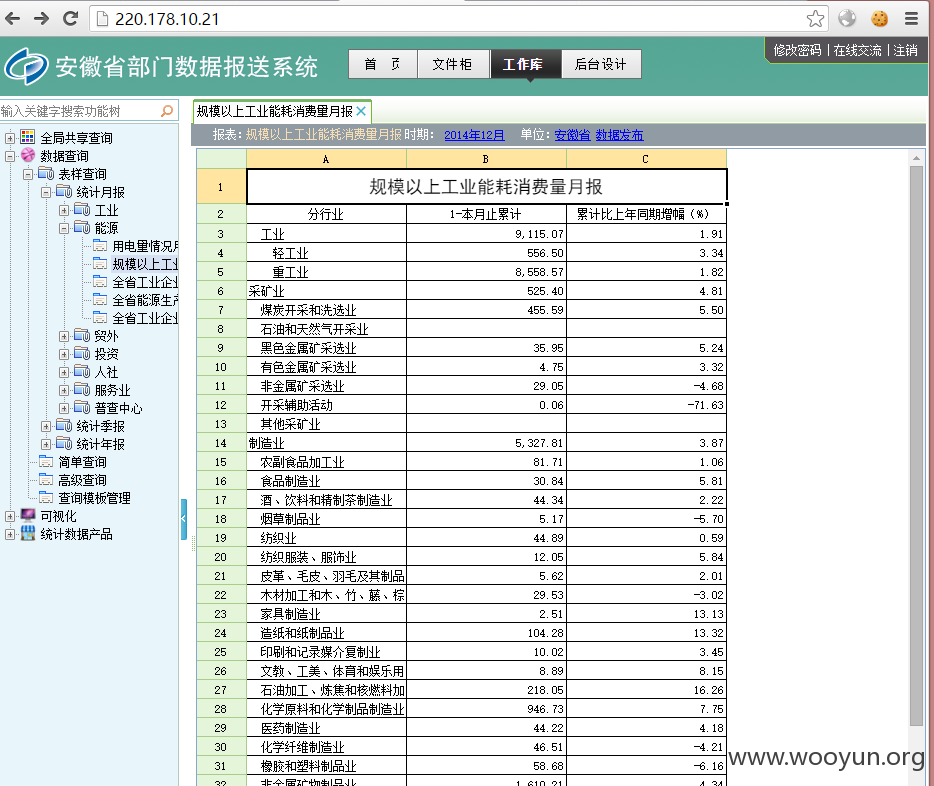 220.178.10.21
修改密码 | 在线交流 | 注销
安徽省部门数据报送系统
首 页
文件柜
工作库
后台设计
输入关键字搜索功能树
全局共享查询
数据查询
表样查询
统计月报
工业
能源
用电量情况月
规模以上工业
全省工业企业
全省能源生产
全省工业企业
贸外
投资
人社
服务业
普查中心
统计季报
统计年报
简单查询
高级查询
查询模板管理
可视化
统计数据产品
规模以上工业能耗消费量月报
报表: 规模以上工业能耗消费量月报 时期: 2014年12月 单位: 安徽省 数据发布
A B C
1 规模以上工业能耗消费量月报
2 分行业 1-本月止累计 累计比上年同期增幅（%）
3 工业 9,115.07 1.91
4 轻工业 556.50 3.34
5 重工业 8,558.57 1.82
6 采矿业 525.40 4.81
7 煤炭开采和洗选业 455.59 5.50
8 石油和天然气开采业
9 黑色金属矿采选业 35.95 5.24
10 有色金属矿采选业 4.75 3.32
11 非金属矿采选业 29.05 -4.68
12 开采辅助活动 0.06 -71.63
13 其他采矿业
14 制造业 5,327.81 3.87
15 农副食品加工业 81.71 1.06
16 食品制造业 30.84 5.81
17 酒、饮料和精制茶制造业 44.34 2.22
18 烟草制品业 5.17 -5.70
19 纺织业 44.89 0.59
20 纺织服装、服饰业 12.05 5.84
21 皮革、毛皮、羽毛及其制品 5.62 2.01
22 木材加工和木、竹、藤、棕 29.53 -3.02
23 家具制造业 2.51 13.13
24 造纸和纸制品业 104.28 13.32
25 印刷和记录媒介复制业 10.02 3.45
26 文教、工美、体育和娱乐用 8.89 8.15
27 石油加工、炼焦和核燃料加 218.05 16.26
28 化学原料和化学制品制造业 946.73 7.75
29 医药制造业 44.22 4.18
30 化学纤维制造业 46.51 -4.21
31 橡胶和塑料制品业 58.68 -6.16
32 非金属矿物制品业 1,610.21 4.34
www.wooyun.org